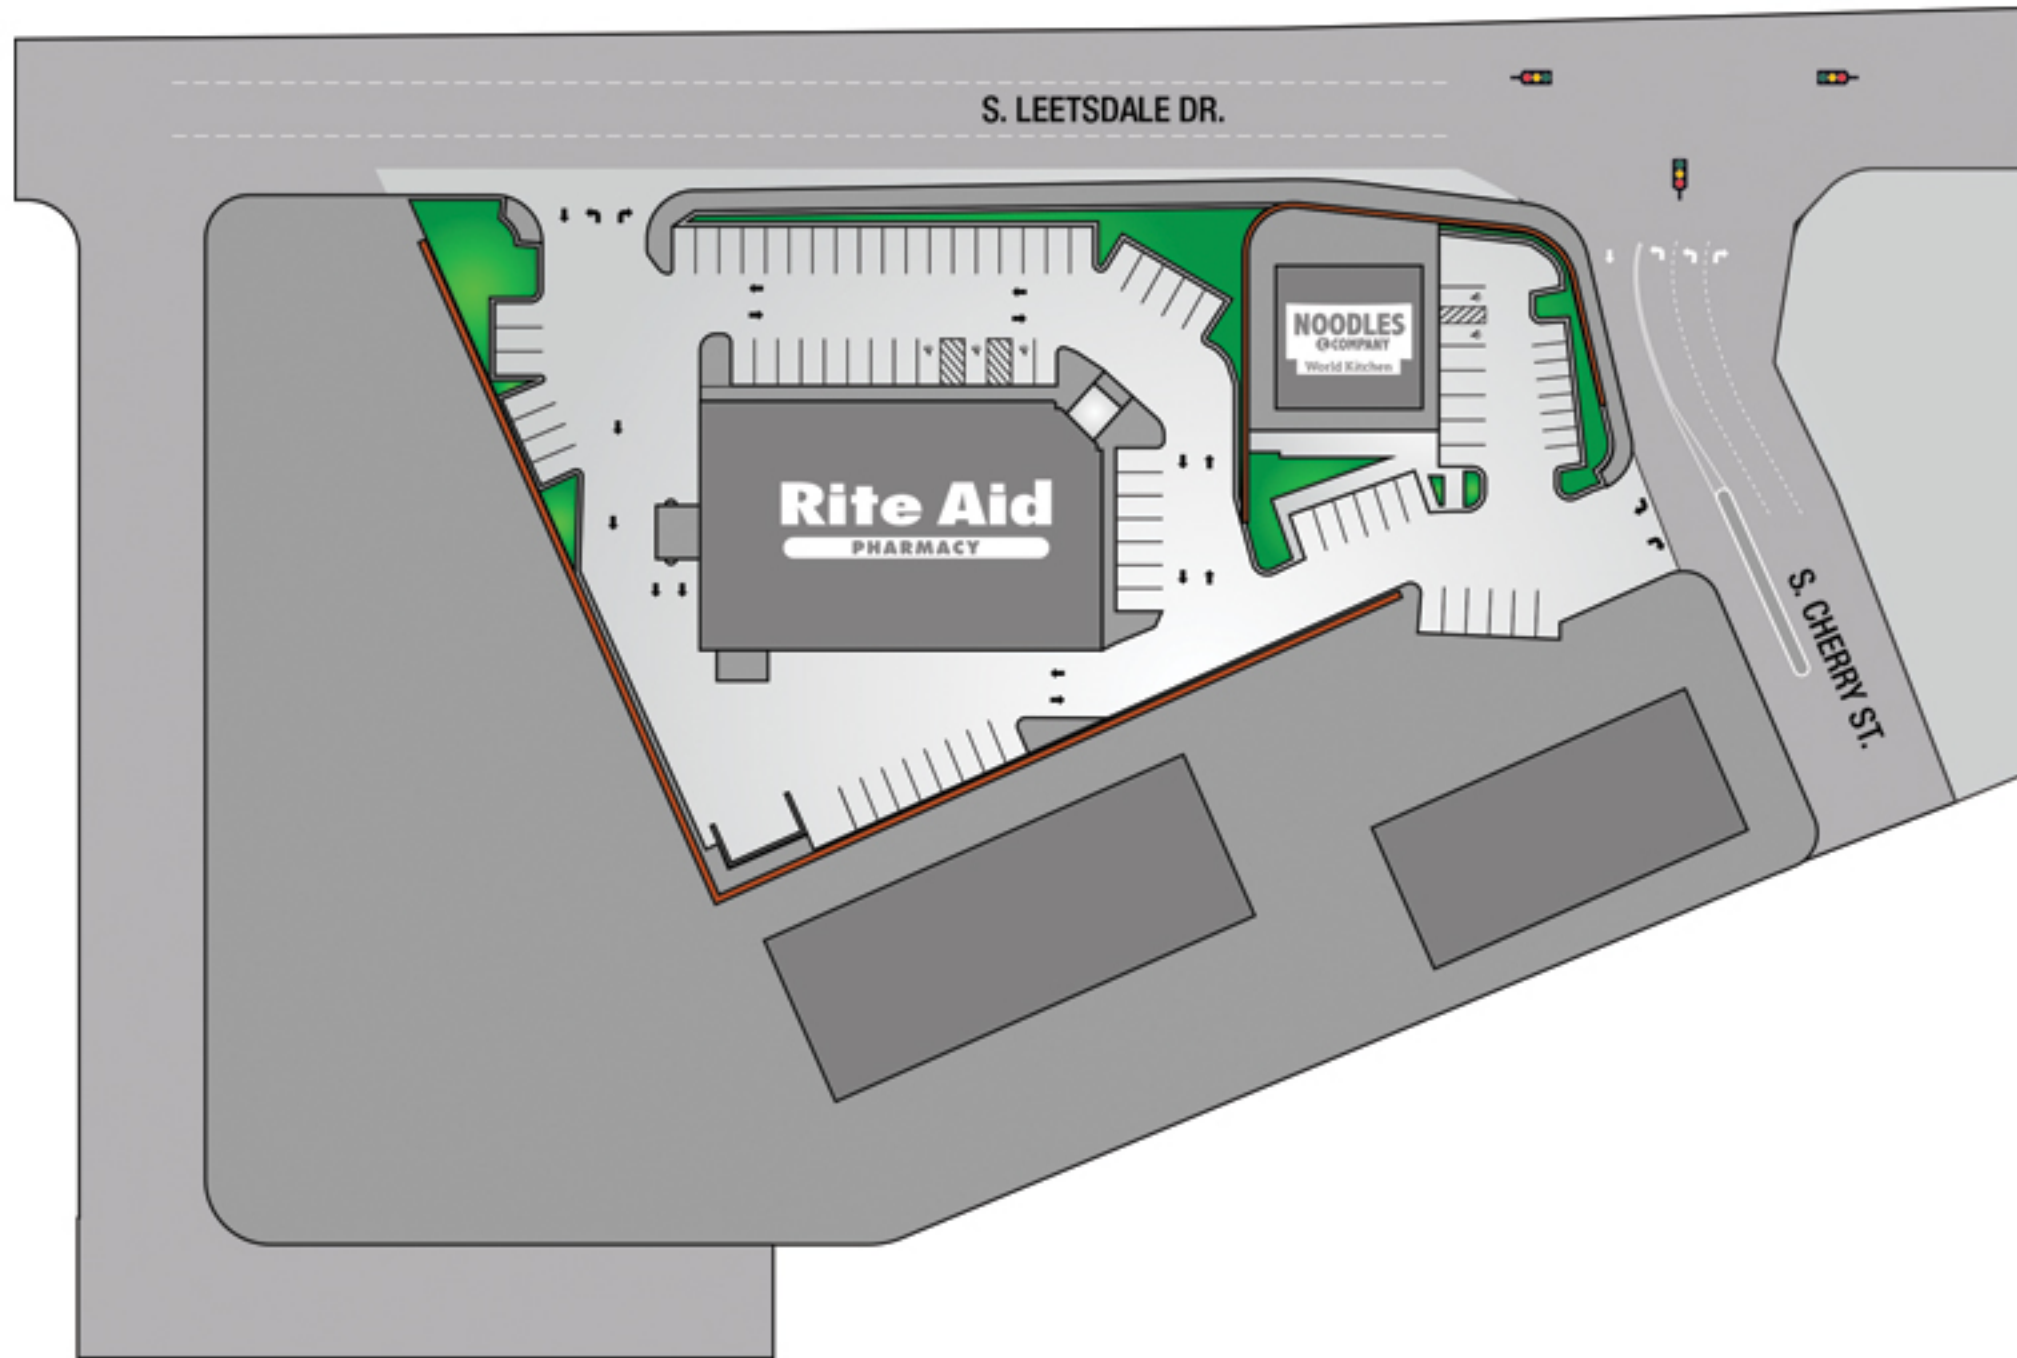 S. LEETSDALE DR.
NOODLES
& COMPANY
World Kitchen
Rite Aid
PHARMACY
S. CHERRY ST.